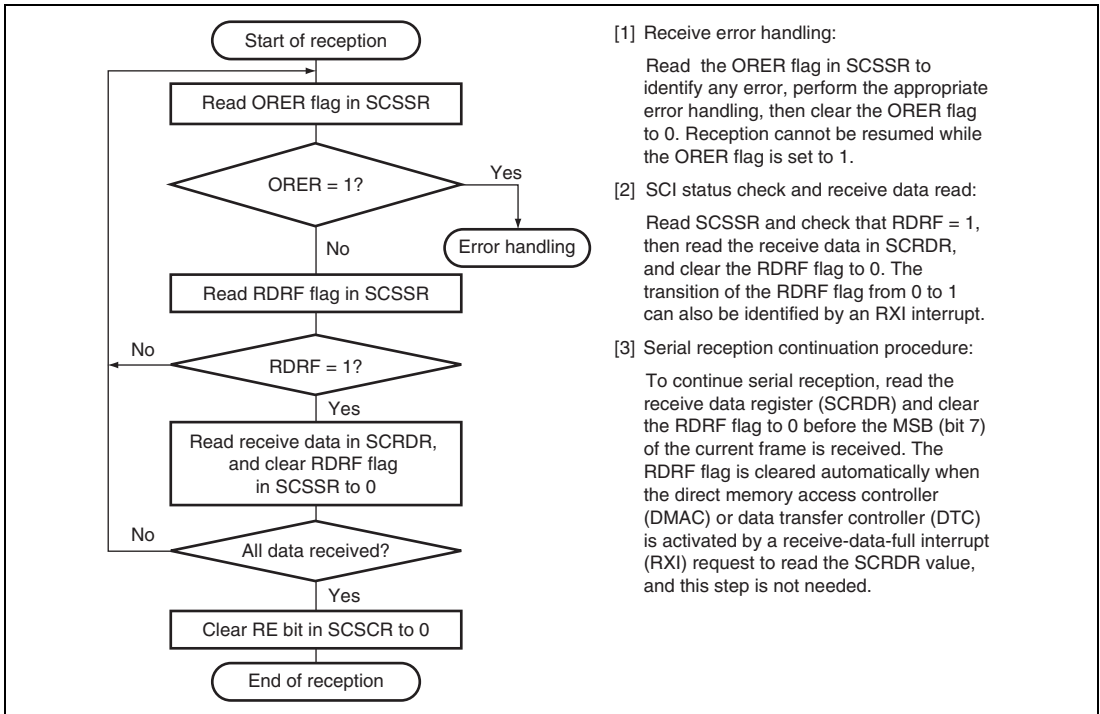 Start of reception
Read ORER flag in SCSSR
ORER = 1?
Yes
Error handling
No
Read RDRF flag in SCSSR
No
RDRF = 1?
Yes
Read receive data in SCRDR,
and clear RDRF flag
in SCSSR to 0
No
All data received?
Yes
Clear RE bit in SCSCR to 0
End of reception
[1] Receive error handling:
Read the ORER flag in SCSSR to
identify any error, perform the appropriate
error handling, then clear the ORER flag
to 0. Reception cannot be resumed while
the ORER flag is set to 1.
[2] SCI status check and receive data read:
Read SCSSR and check that RDRF = 1,
then read the receive data in SCRDR,
and clear the RDRF flag to 0. The
transition of the RDRF flag from 0 to 1
can also be identified by an RXI interrupt.
[3] Serial reception continuation procedure:
To continue serial reception, read the
receive data register (SCRDR) and clear
the RDRF flag to 0 before the MSB (bit 7)
of the current frame is received. The
RDRF flag is cleared automatically when
the direct memory access controller
(DMAC) or data transfer controller (DTC)
is activated by a receive-data-full interrupt
(RXI) request to read the SCRDR value,
and this step is not needed.